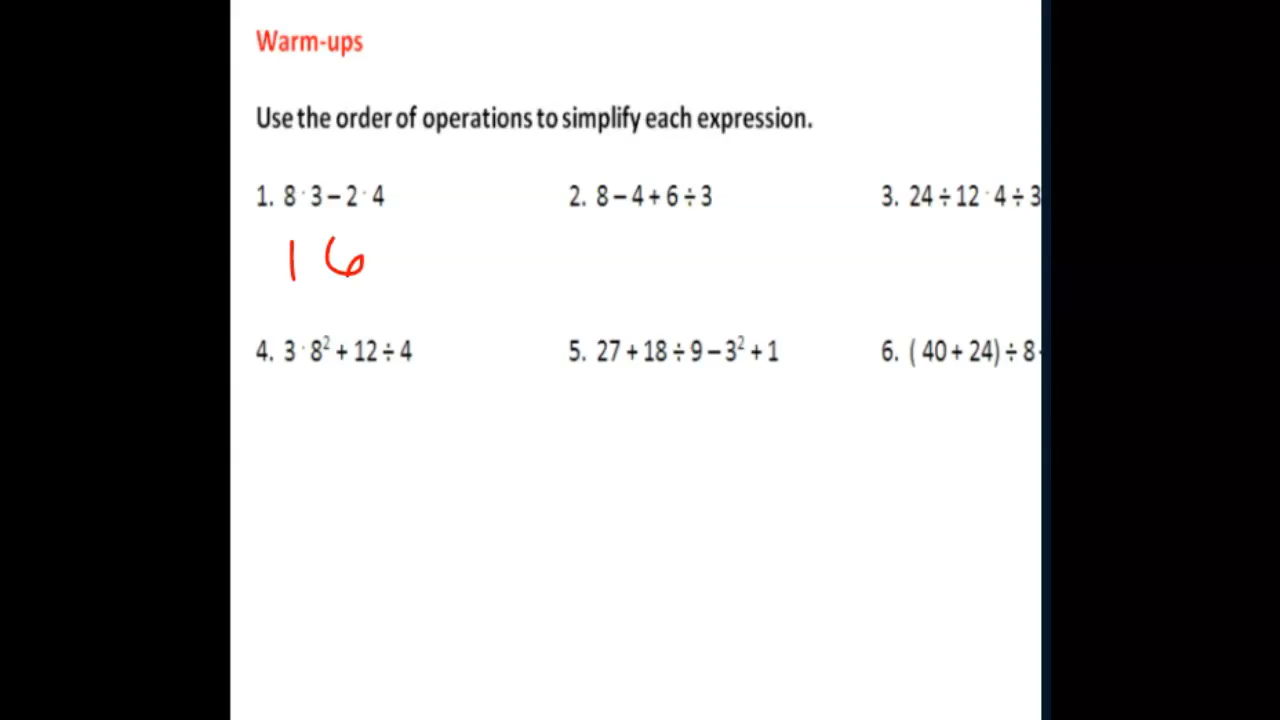 Warm-ups
Use the order of operations to simplify each expression.
1. 8 · 3 – 2 · 4 2. 8 – 4 + 6 ÷ 3 3. 24 ÷ 12 · 4 ÷ 3
16
4. 3 · 8² + 12 ÷ 4 5. 27 + 18 ÷ 9 – 3² + 1 6. ( 40 + 24) ÷ 8